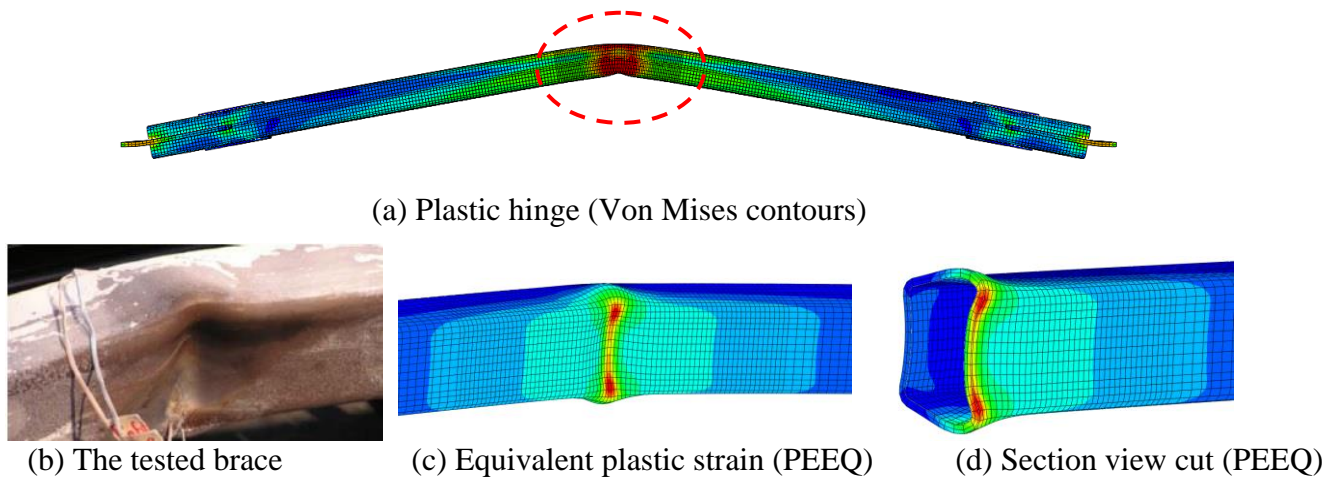 (a) Plastic hinge (Von Mises contours)
(b) The tested brace
(c) Equivalent plastic strain (PEEQ)
(d) Section view cut (PEEQ)